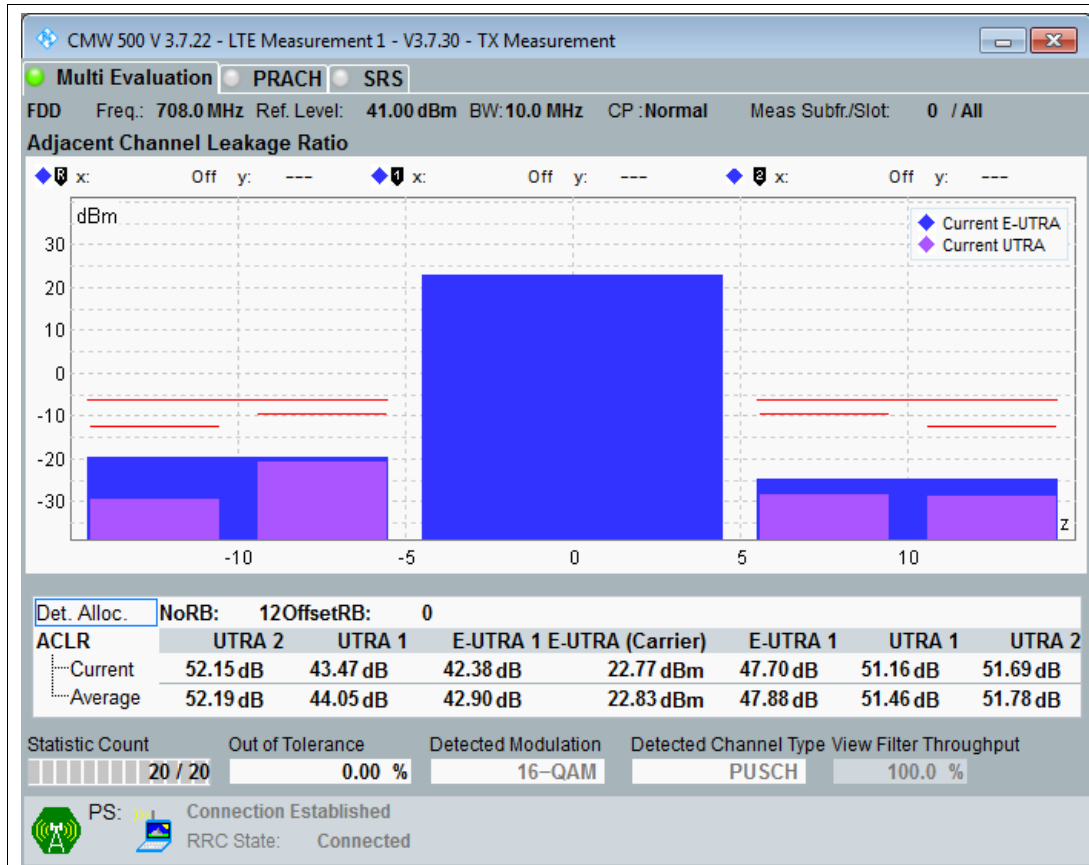 CMW 500 V 3.7.22 - LTE Measurement 1 - V3.7.30 - TX Measurement
Multi Evaluation PRACH SRS
FDD Freq.: 708.0 MHz Ref. Level: 41.00 dBm BW: 10.0 MHz CP : Normal Meas Subfr./Slot: 0 / All
Adjacent Channel Leakage Ratio
R x: Off y: --- 1 x: Off y: --- 2 x: Off y: ---
dBm
Current E-UTRA
Current UTRA
30
20
10
0
-10
-20
-30
z
-10 -5 0 5 10
Det. Alloc. NoRB: 12 OffsetRB: 0
ACLR UTRA 2 UTRA 1 E-UTRA 1 E-UTRA (Carrier) E-UTRA 1 UTRA 1 UTRA 2
Current 52.15 dB 43.47 dB 42.38 dB 22.77 dBm 47.70 dB 51.16 dB 51.69 dB
Average 52.19 dB 44.05 dB 42.90 dB 22.83 dBm 47.88 dB 51.46 dB 51.78 dB
Statistic Count Out of Tolerance Detected Modulation Detected Channel Type View Filter Throughput
20 / 20 0.00 % 16-QAM PUSCH 100.0 %
PS: Connection Established
RRC State: Connected